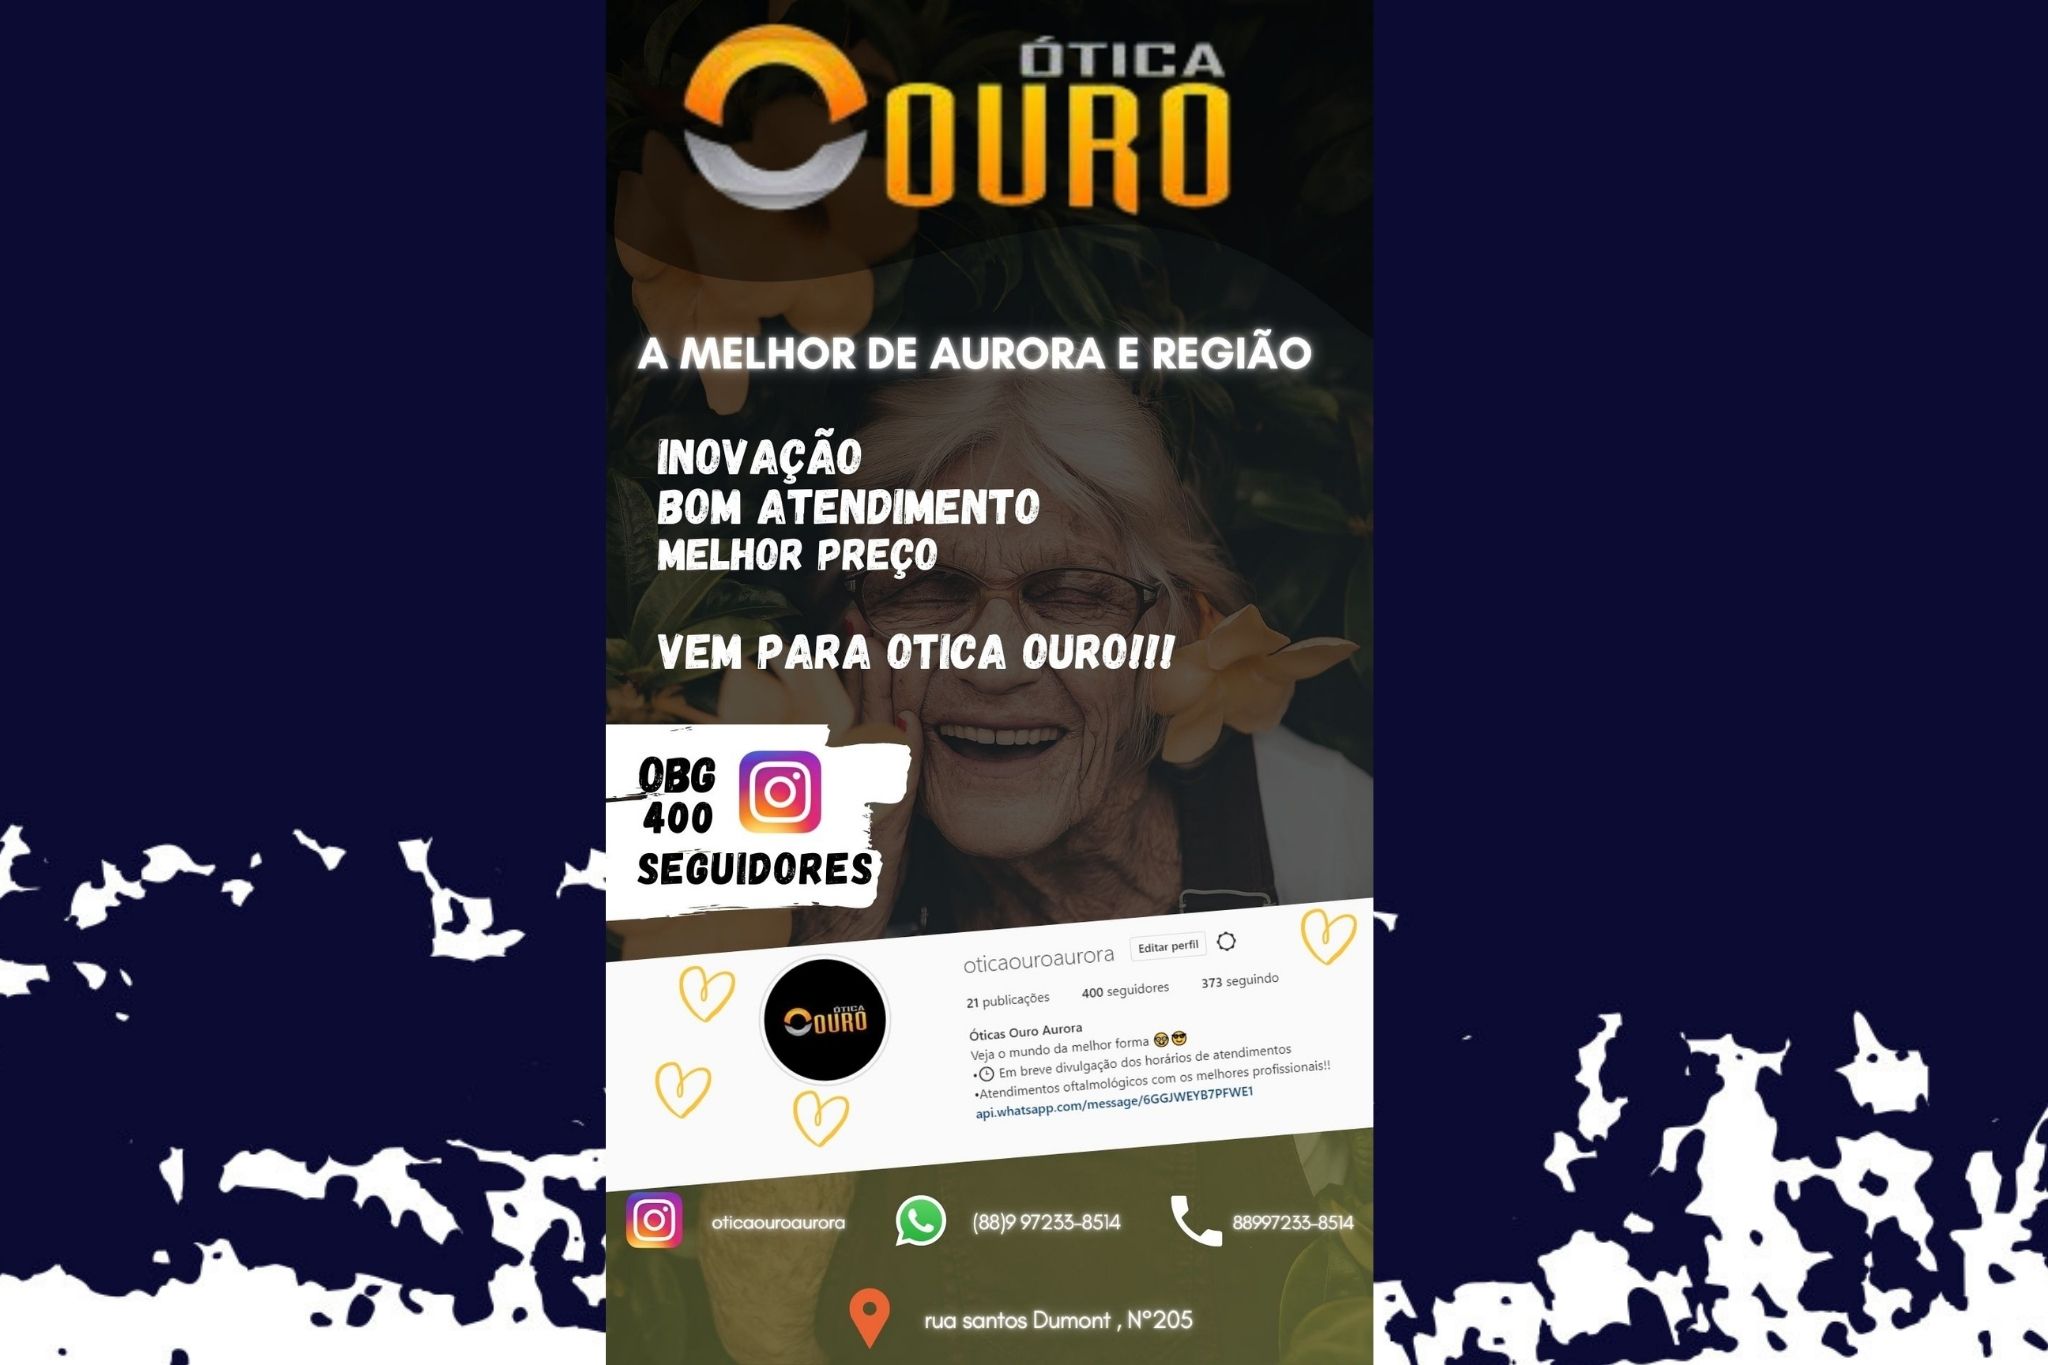 ÓTICA
OURO
A MELHOR DE AURORA E REGIÃO
INOVAÇÃO
BOM ATENDIMENTO
MELHOR PREÇO
VEM PARA OTICA OURO!!!
OBG
400
SEGUIDORES
oticaouroaurora Editar perfil
21 publicações 400 seguidores 373 seguindo
ÓTICA
OURO
Óticas Ouro Aurora
Veja o mundo da melhor forma 🤓😎
•🕒 Em breve divulgação dos horários de atendimentos
•Atendimentos oftalmológicos com os melhores profissionais!!
api.whatsapp.com/message/6GGJWEYB7PFWE1
oticaouroaurora (88)9 97233-8514 88997233-8514
rua santos Dumont , Nº205